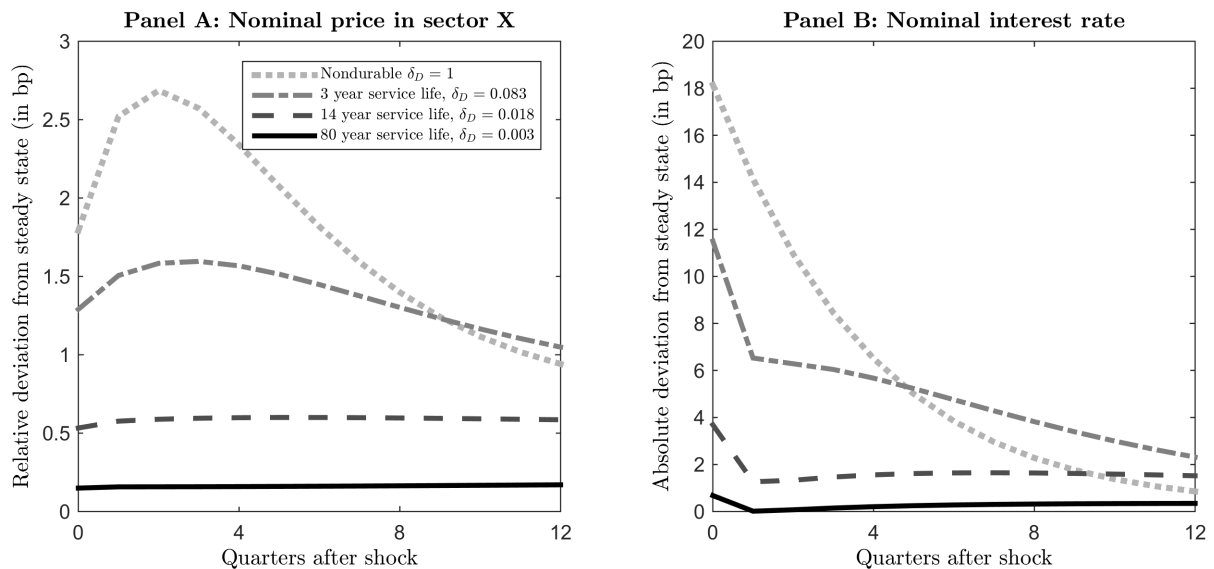 Panel A: Nominal price in sector X
Relative deviation from steady state (in bp)
3
2.5
2
1.5
1
0.5
0
0
4
8
12
Quarters after shock
Nondurable δ_D = 1
3 year service life, δ_D = 0.083
14 year service life, δ_D = 0.018
80 year service life, δ_D = 0.003
Panel B: Nominal interest rate
Absolute deviation from steady state (in bp)
20
18
16
14
12
10
8
6
4
2
0
0
4
8
12
Quarters after shock